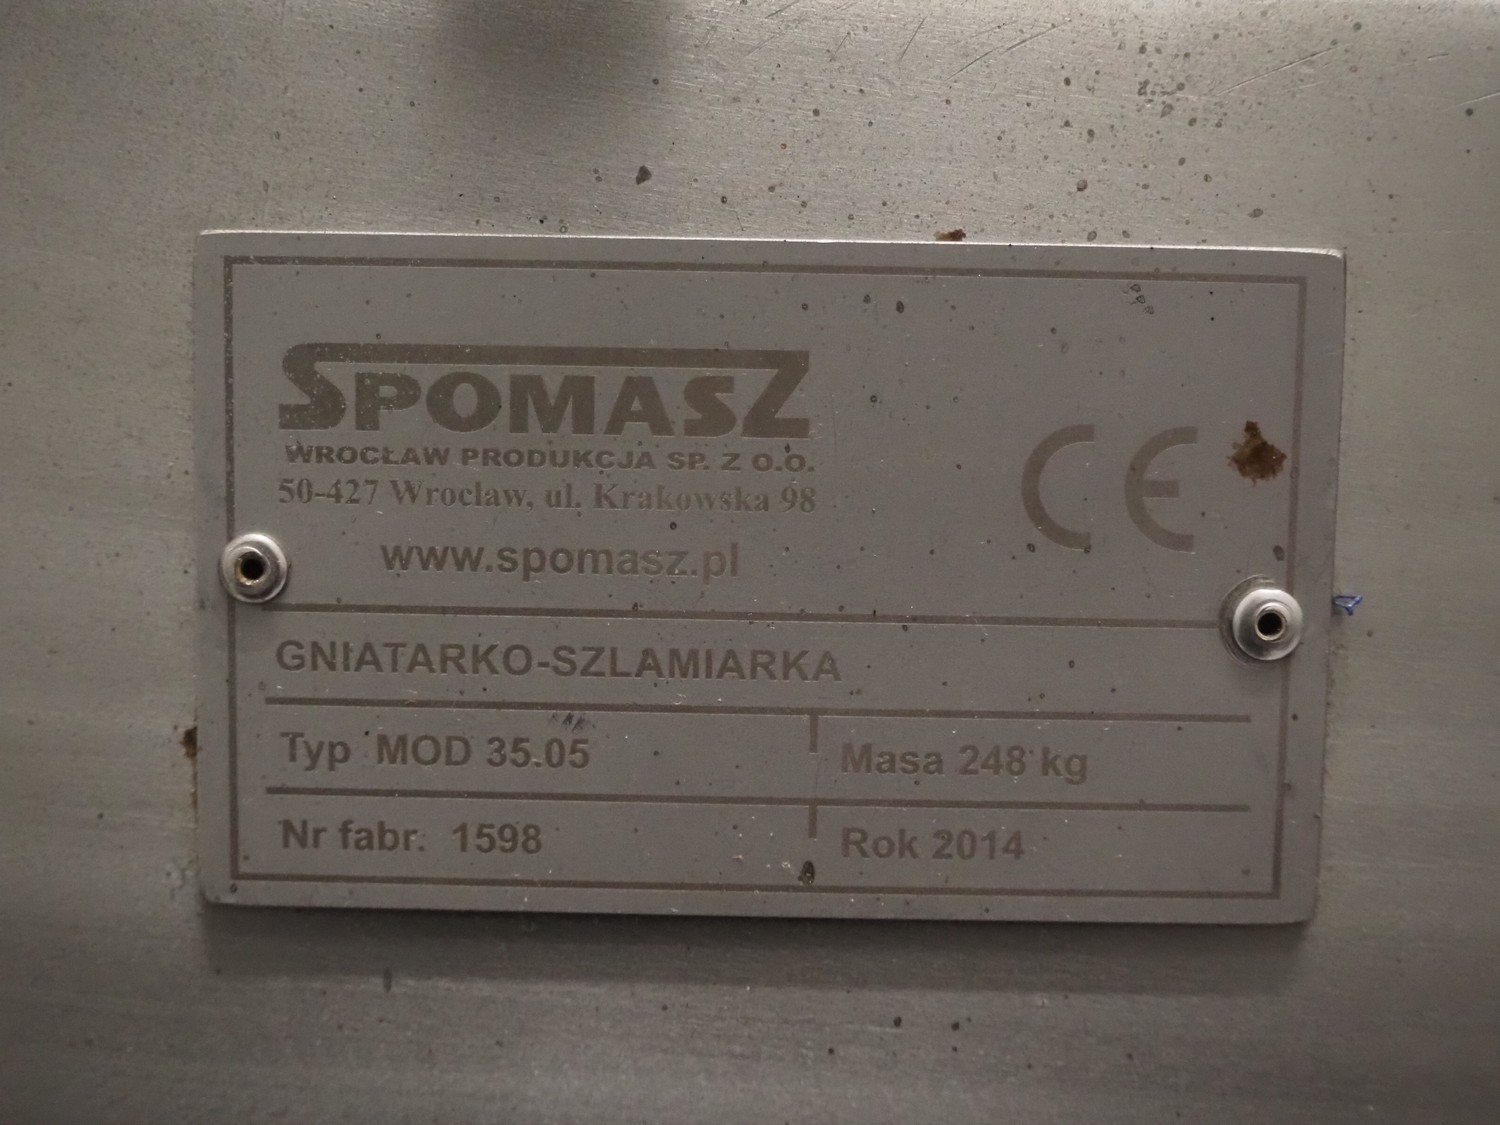 SPOMASZ
WROCŁAW PRODUKCJA SP. Z O.O.
50-427 Wrocław, ul. Krakowska 98
www.spomasz.pl
CE
GNIATARKO-SZLAMIARKA
Typ MOD 35.05
Masa 248 kg
Nr fabr. 1598
Rok 2014